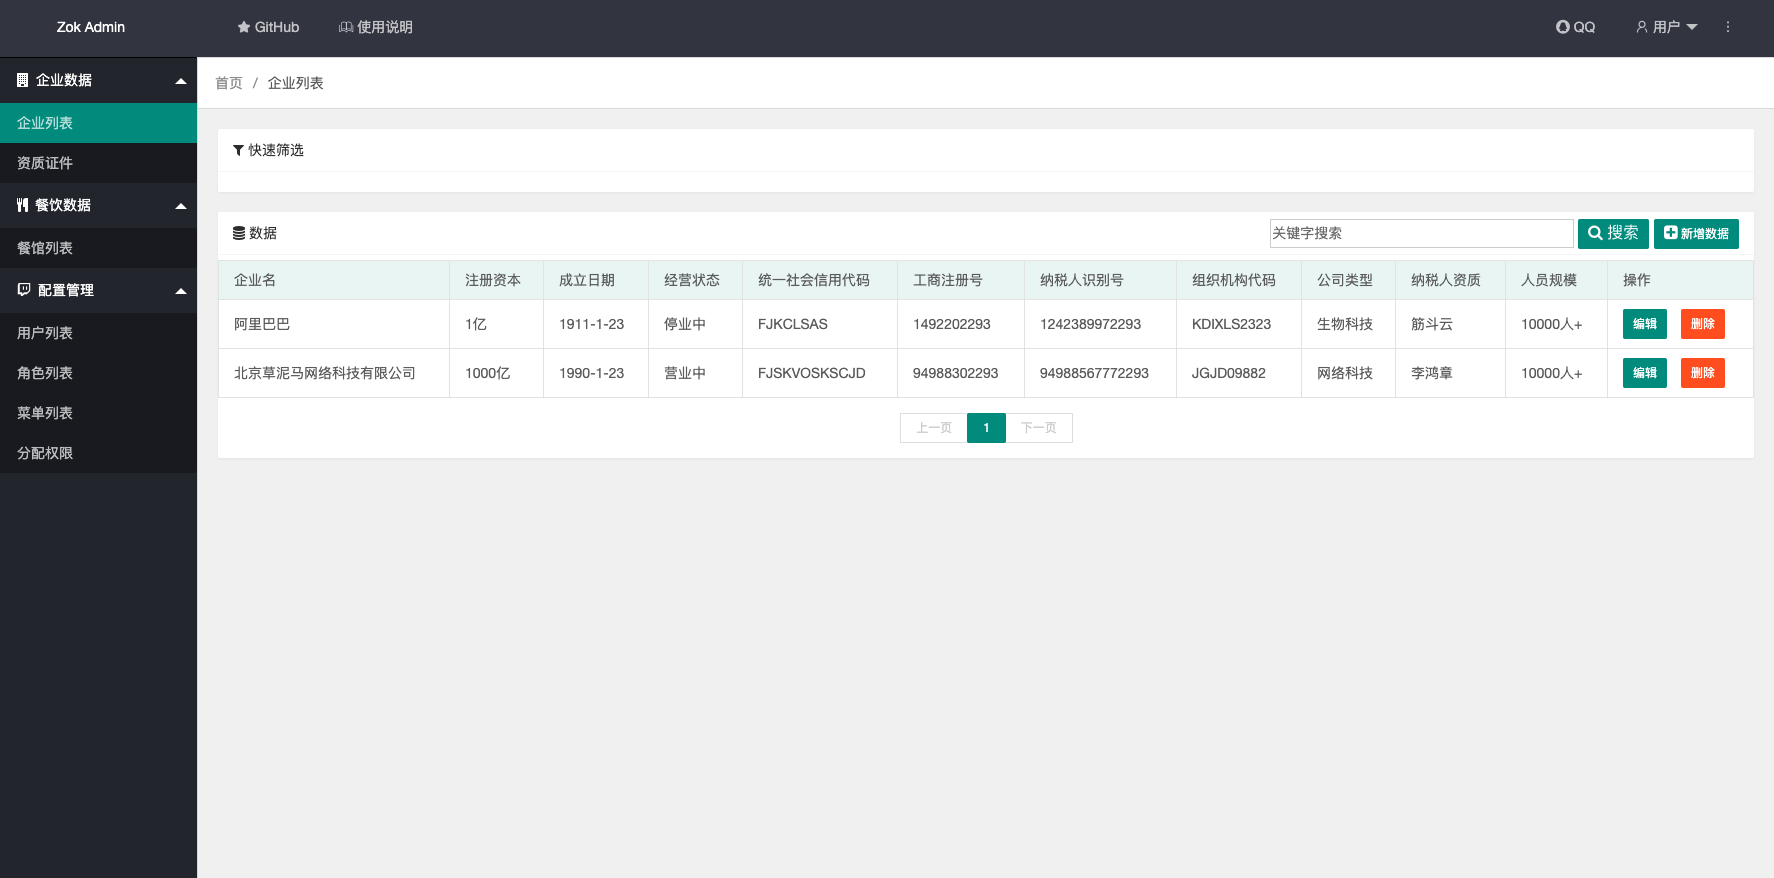 Zok Admin GitHub 使用说明 QQ 用户
企业数据
企业列表
资质证件
餐饮数据
餐馆列表
配置管理
用户列表
角色列表
菜单列表
分配权限
首页 / 企业列表
快速筛选
数据 关键字搜索 搜索 新增数据
企业名 注册资本 成立日期 经营状态 统一社会信用代码 工商注册号 纳税人识别号 组织机构代码 公司类型 纳税人资质 人员规模 操作
阿里巴巴 1亿 1911-1-23 停业中 FJKCLSAS 1492202293 1242389972293 KDIXLS2323 生物科技 筋斗云 10000人+ 编辑 删除
北京草泥马网络科技有限公司 1000亿 1990-1-23 营业中 FJSKVOSKSCJD 94988302293 94988567772293 JGJD09882 网络科技 李鸿章 10000人+ 编辑 删除
上一页 1 下一页